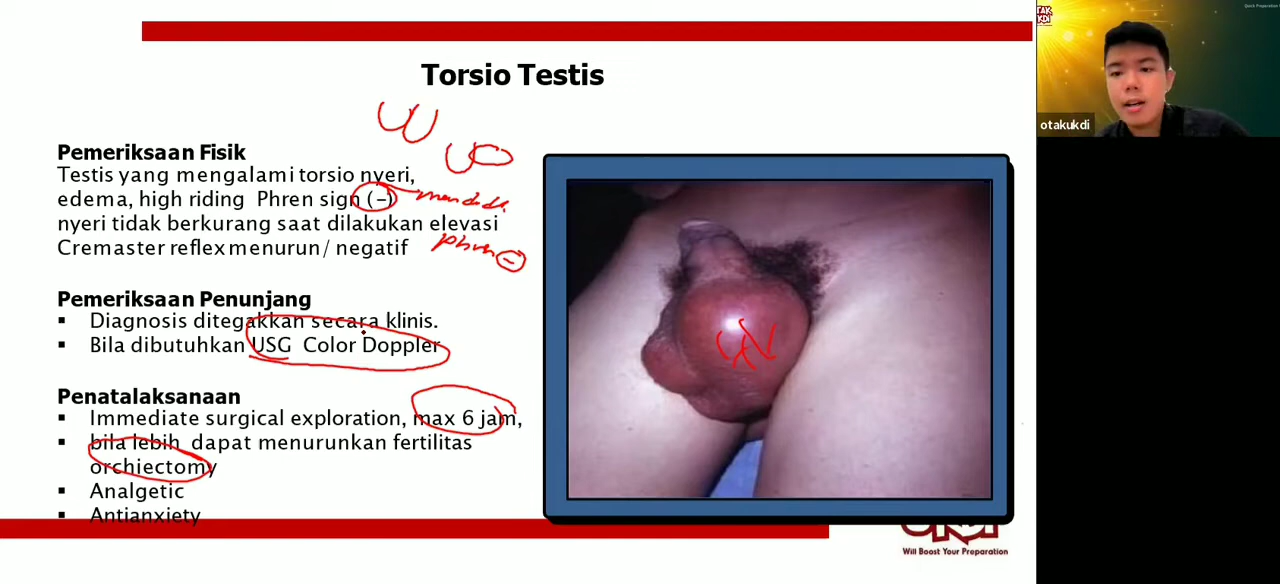 Torsio Testis
Pemeriksaan Fisik
Testis yang mengalami torsio nyeri,
edema, high riding Phren sign (-)
nyeri tidak berkurang saat dilakukan elevasi
Cremaster reflex menurun/ negatif
phren -
Pemeriksaan Penunjang
▪ Diagnosis ditegakkan secara klinis.
▪ Bila dibutuhkan USG Color Doppler
Penatalaksanaan
▪ Immediate surgical exploration, max 6 jam,
▪ bila lebih dapat menurunkan fertilitas
orchiectomy
▪ Analgetic
▪ Antianxiety
Will Boost Your Preparation
otakukdi